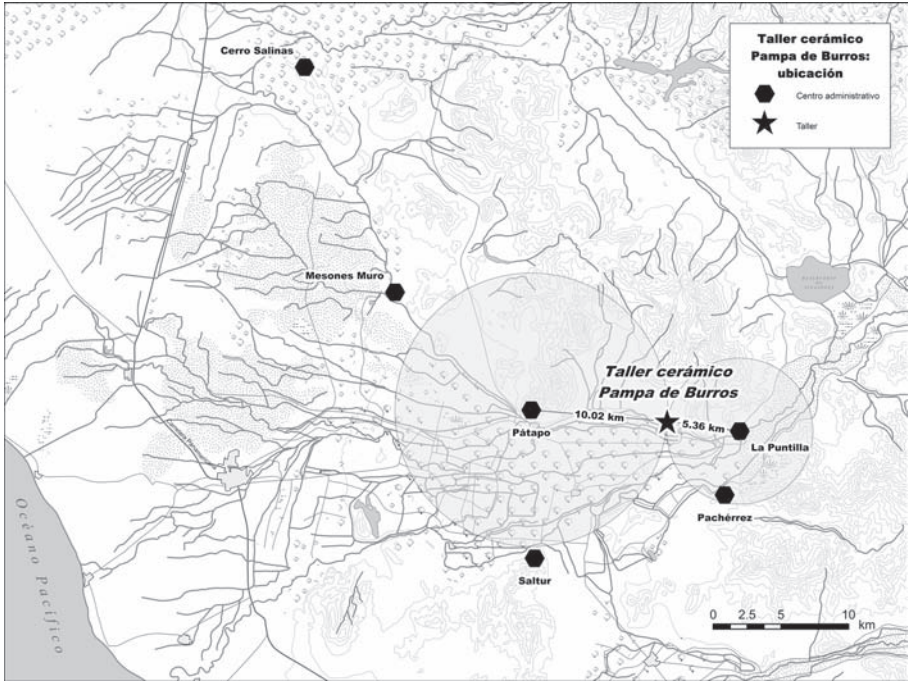 Taller cerámico
Pampa de Burros:
ubicación
Centro administrativo
Taller
Cerro Salinas
Mesones Muro
Taller cerámico
Pampa de Burros
10.02 km
5.36 km
Pátapo
La Puntilla
Pachérrez
Saltur
Océano Pacífico
0 2.5 5 10
km